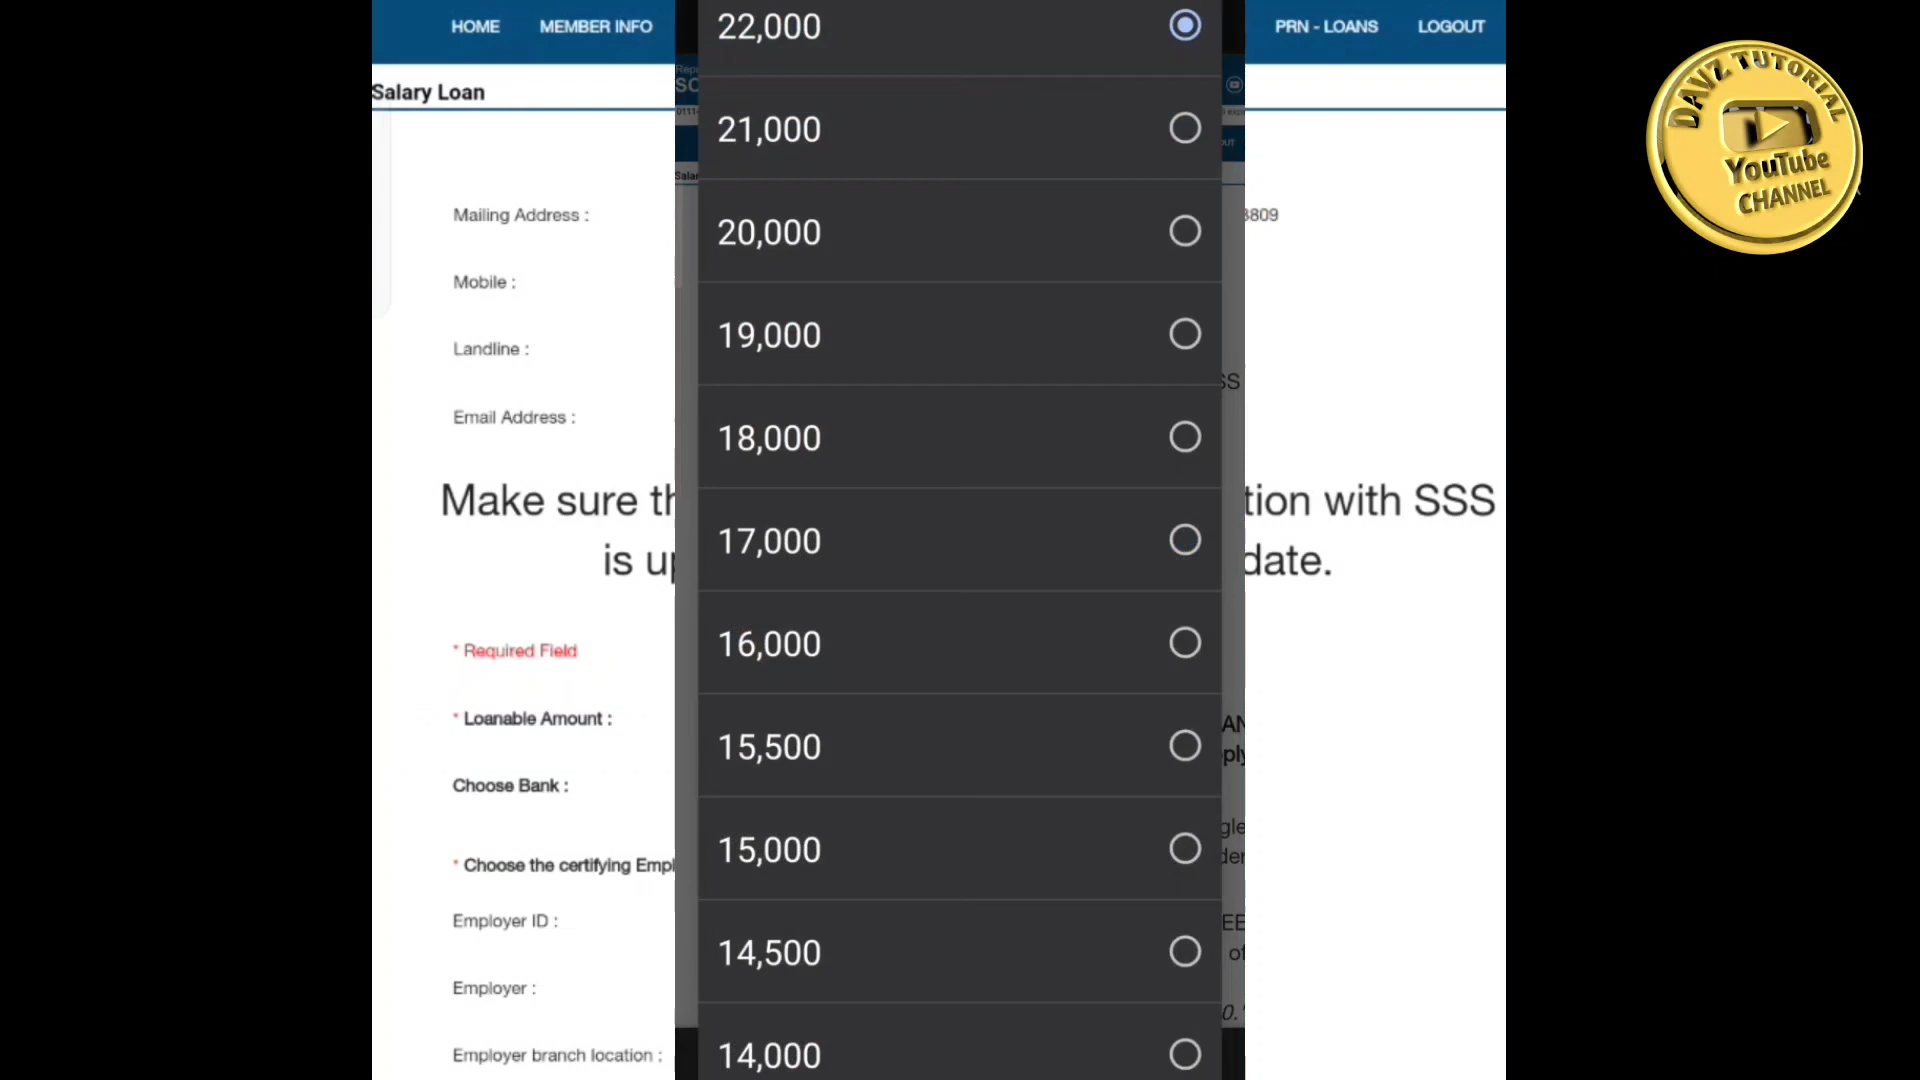 HOME
MEMBER INFO
PRN - LOANS
LOGOUT
Salary Loan
Mailing Address :
3809
Mobile :
Landline :
Email Address :
Make sure
tion with SSS
is
date.
* Required Field
* Loanable Amount :
Choose Bank :
* Choose the certifying
Employer ID :
Employer :
Employer branch location :
22,000
21,000
20,000
19,000
18,000
17,000
16,000
15,500
15,000
14,500
14,000
DAVZ TUTORIAL
YouTube
CHANNEL